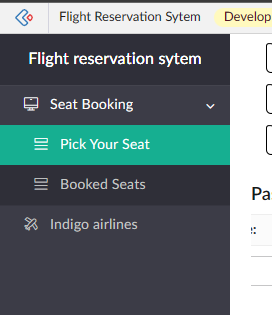 Flight Reservation Sytem Develop
Flight reservation sytem
Seat Booking
Pick Your Seat
Booked Seats
Indigo airlines
Pa
e: